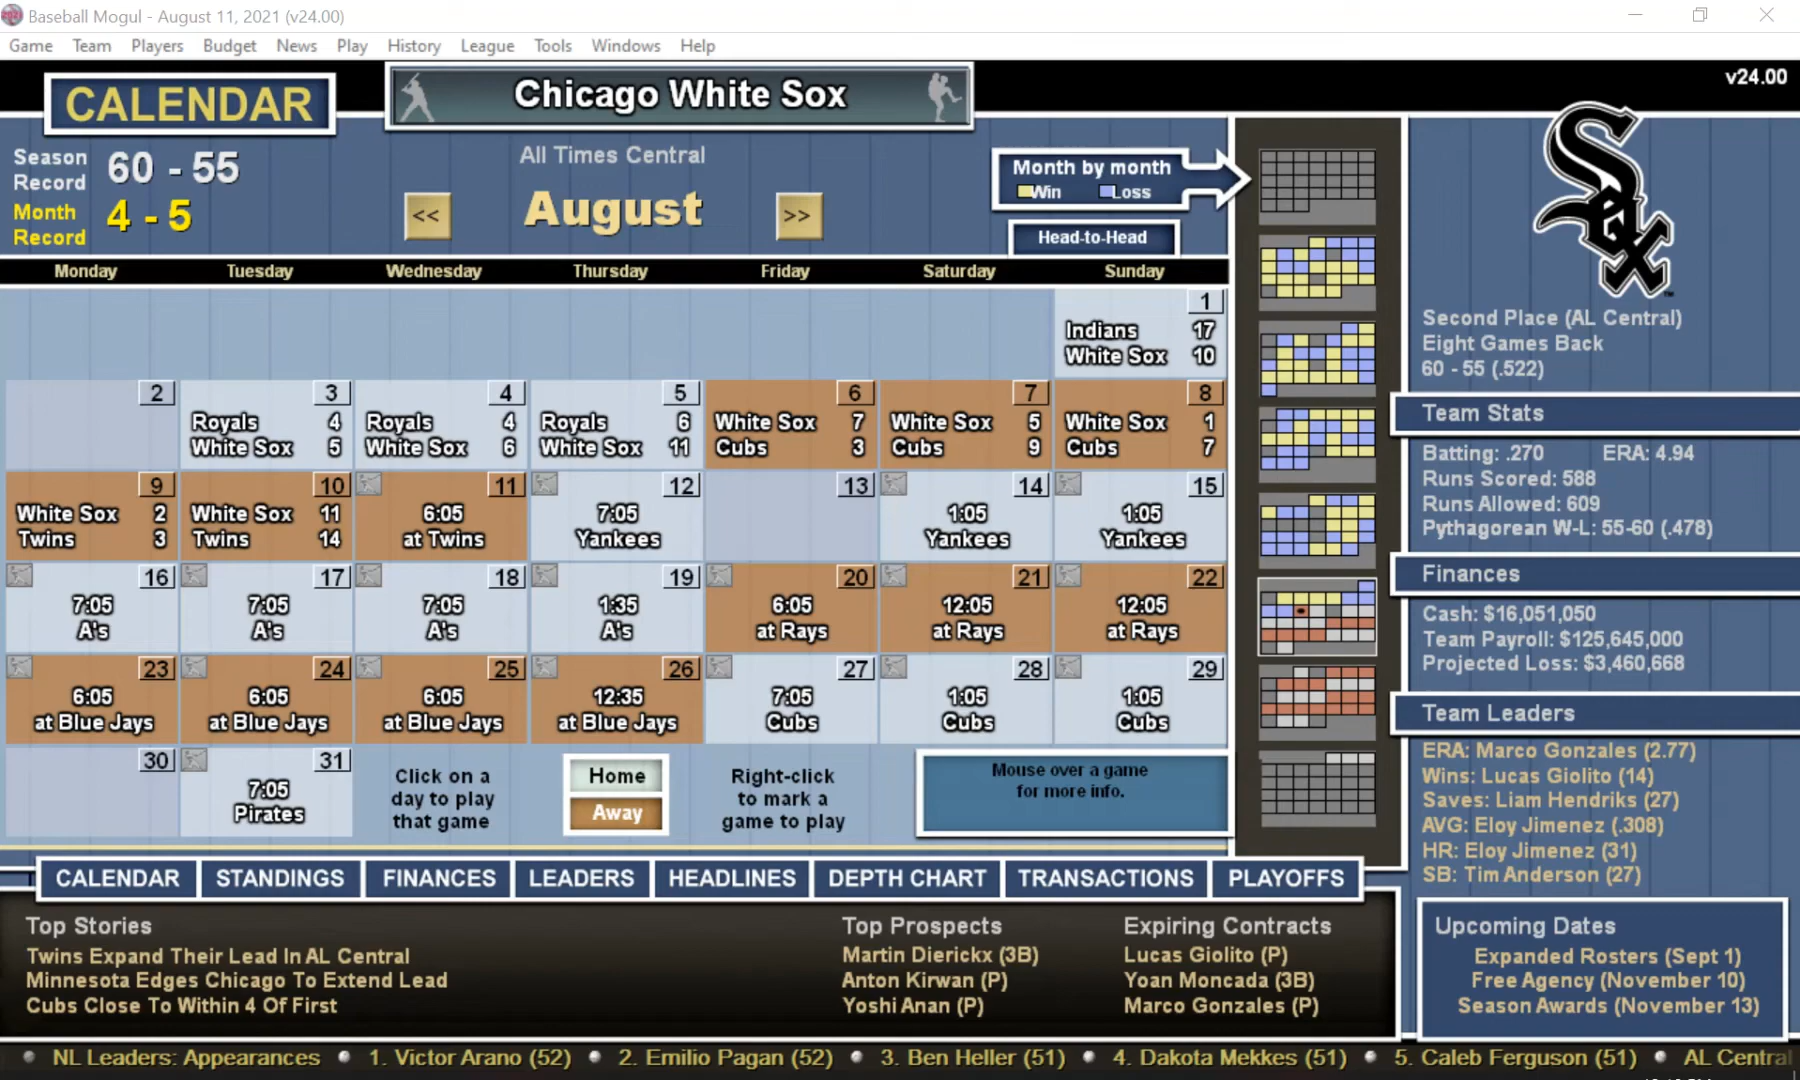 Baseball Mogul - August 11, 2021 (v24.00)
Game Team Players Budget News Play History League Tools Windows Help
v24.00
CALENDAR
Chicago White Sox
Season Record 60 - 55
Month Record 4 - 5
All Times Central
<< August >>
Month by month
Win Loss
Head-to-Head
Monday Tuesday Wednesday Thursday Friday Saturday Sunday
1
Indians 17
White Sox 10
2
3
Royals 4
White Sox 5
4
Royals 4
White Sox 6
5
Royals 6
White Sox 11
6
White Sox 7
Cubs 3
7
White Sox 5
Cubs 9
8
White Sox 1
Cubs 7
9
White Sox 2
Twins 3
10
White Sox 11
Twins 14
11
6:05
at Twins
12
7:05
Yankees
13
14
1:05
Yankees
15
1:05
Yankees
16
7:05
A's
17
7:05
A's
18
7:05
A's
19
1:35
A's
20
6:05
at Rays
21
12:05
at Rays
22
12:05
at Rays
23
6:05
at Blue Jays
24
6:05
at Blue Jays
25
6:05
at Blue Jays
26
12:35
at Blue Jays
27
7:05
Cubs
28
1:05
Cubs
29
1:05
Cubs
30
31
7:05
Pirates
Click on a
day to play
that game
Home
Away
Right-click
to mark a
game to play
Mouse over a game
for more info.
Sox
Second Place (AL Central)
Eight Games Back
60 - 55 (.522)
Team Stats
Batting: .270 ERA: 4.94
Runs Scored: 588
Runs Allowed: 609
Pythagorean W-L: 55-60 (.478)
Finances
Cash: $16,051,050
Team Payroll: $125,645,000
Projected Loss: $3,460,668
Team Leaders
ERA: Marco Gonzales (2.77)
Wins: Lucas Giolito (14)
Saves: Liam Hendriks (27)
AVG: Eloy Jimenez (.308)
HR: Eloy Jimenez (31)
SB: Tim Anderson (27)
CALENDAR STANDINGS FINANCES LEADERS HEADLINES DEPTH CHART TRANSACTIONS PLAYOFFS
Top Stories
Twins Expand Their Lead In AL Central
Minnesota Edges Chicago To Extend Lead
Cubs Close To Within 4 Of First
Top Prospects
Martin Dierickx (3B)
Anton Kirwan (P)
Yoshi Anan (P)
Expiring Contracts
Lucas Giolito (P)
Yoan Moncada (3B)
Marco Gonzales (P)
Upcoming Dates
Expanded Rosters (Sept 1)
Free Agency (November 10)
Season Awards (November 13)
NL Leaders: Appearances 1. Victor Arano (52) 2. Emilio Pagan (52) 3. Ben Heller (51) 4. Dakota Mekkes (51) 5. Caleb Ferguson (51) AL Central